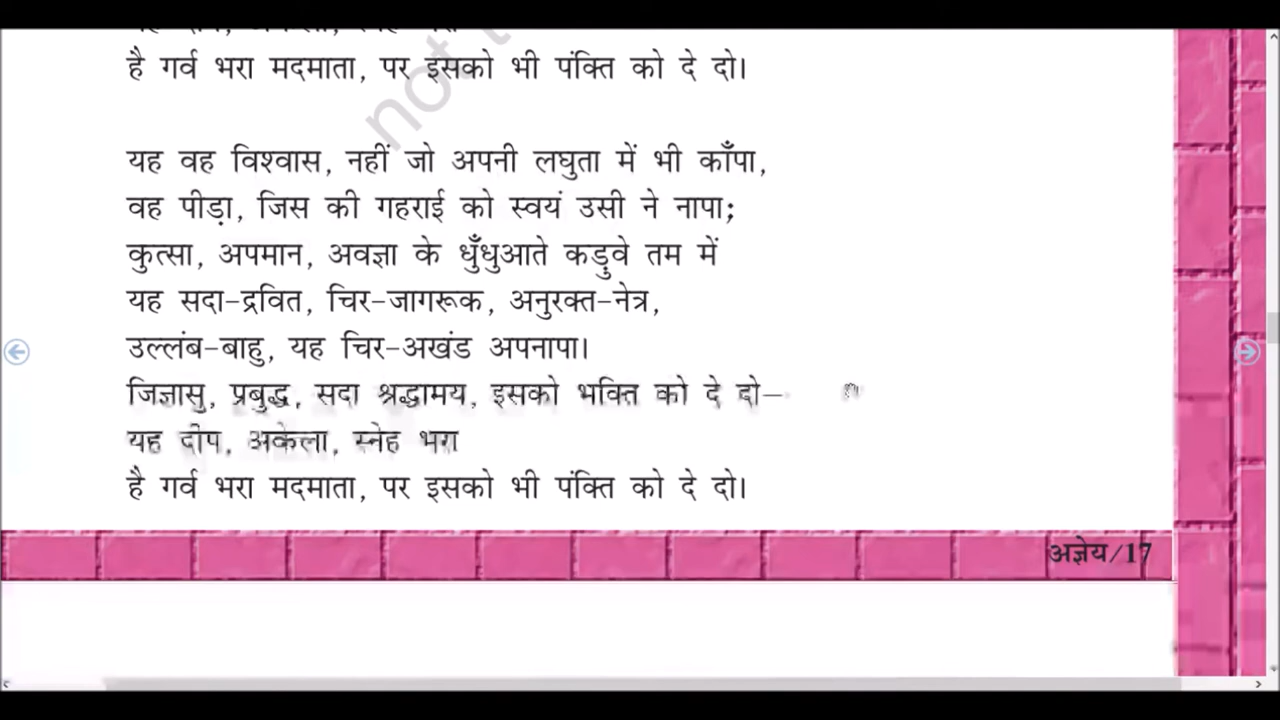 है गर्व भरा मदमाता, पर इसको भी पंक्ति को दे दो।
not
यह वह विश्वास, नहीं जो अपनी लघुता में भी काँपा,
वह पीड़ा, जिस की गहराई को स्वयं उसी ने नापा;
कुत्सा, अपमान, अवज्ञा के धुँधुआते कड़ुवे तम में
यह सदा-द्रवित, चिर-जागरूक, अनुरक्त-नेत्र,
उल्लंब-बाहु, यह चिर-अखंड अपनापा।
जिज्ञासु, प्रबुद्ध, सदा श्रद्धामय, इसको भक्ति को दे दो—
यह दीप, अकेला, स्नेह भरा
है गर्व भरा मदमाता, पर इसको भी पंक्ति को दे दो।
अज्ञेय/17